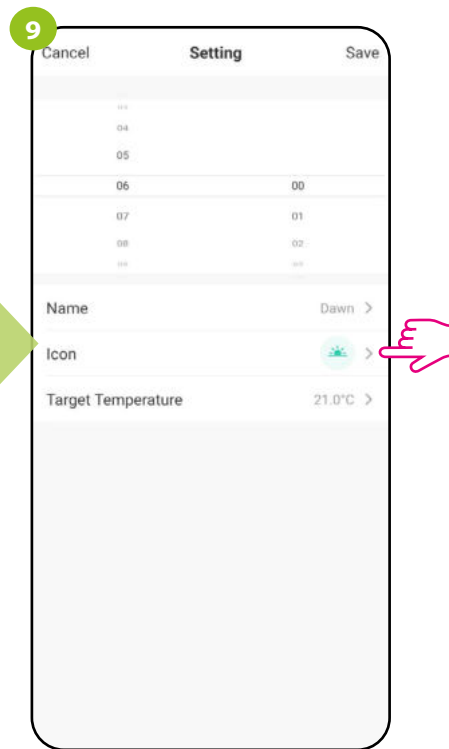 9
Cancel Setting Save
04
05
06 00
07 01
08 02
Name Dawn >
Icon >
Target Temperature 21.0°C >